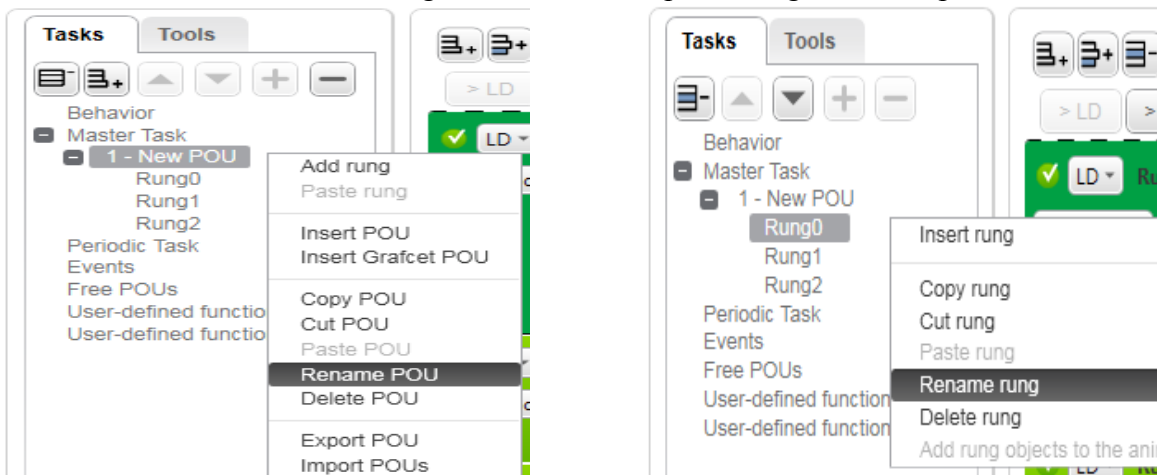 Tasks Tools
> LD
Behavior
Master Task
LD
1 - New POU
Rung0
Rung1
Rung2
Periodic Task
Events
Free POUs
User-defined functio
User-defined functio
Add rung
Paste rung
Insert POU
Insert Grafcet POU
Copy POU
Cut POU
Paste POU
Rename POU
Delete POU
Export POU
Import POUs
Tasks Tools
> LD >
Behavior
Master Task
LD
1 - New POU
Rung0
Rung1
Rung2
Periodic Task
Events
Free POUs
User-defined function
User-defined function
Insert rung
Copy rung
Cut rung
Paste rung
Rename rung
Delete rung
Add rung objects to the ani